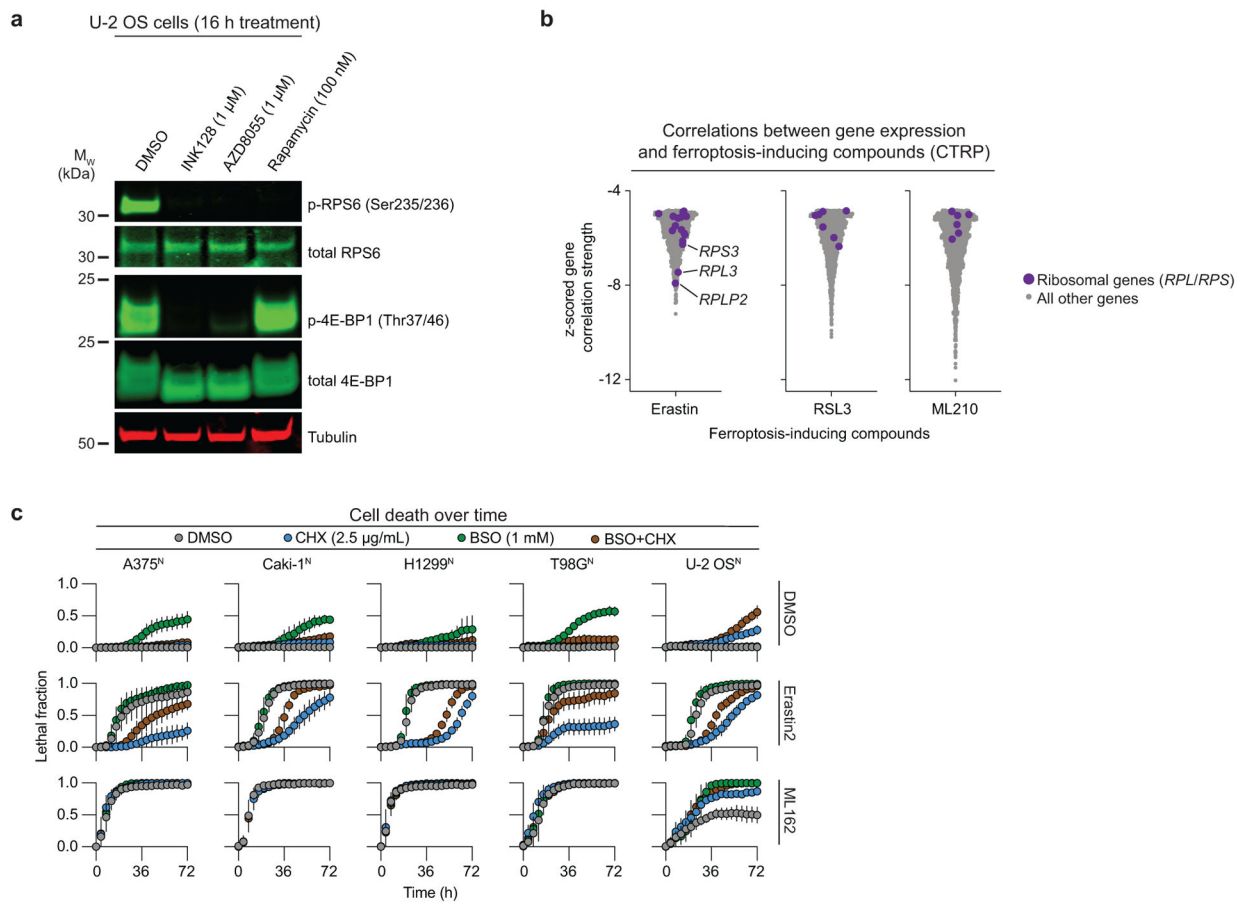 a
U-2 OS cells (16 h treatment)
Mw
(kDa)
DMSO
INK128 (1 µM)
AZD8055 (1 µM)
Rapamycin (100 nM)
30
p-RPS6 (Ser235/236)
30
total RPS6
25
p-4E-BP1 (Thr37/46)
25
total 4E-BP1
50
Tubulin
b
Correlations between gene expression
and ferroptosis-inducing compounds (CTRP)
z-scored gene
correlation strength
-4
-8
-12
RPS3
RPL3
RPLP2
Erastin
RSL3
ML210
Ferroptosis-inducing compounds
Ribosomal genes (RPL/RPS)
All other genes
c
Cell death over time
DMSO CHX (2.5 µg/mL) BSO (1 mM) BSO+CHX
A375ᴺ Caki-1ᴺ H1299ᴺ T98Gᴺ U-2 OSᴺ
1.0
0.5
0.0
DMSO
1.0
0.5
0.0
Erastin2
1.0
0.5
0.0
ML162
Lethal fraction
0 36 72 0 36 72 0 36 72 0 36 72 0 36 72
Time (h)